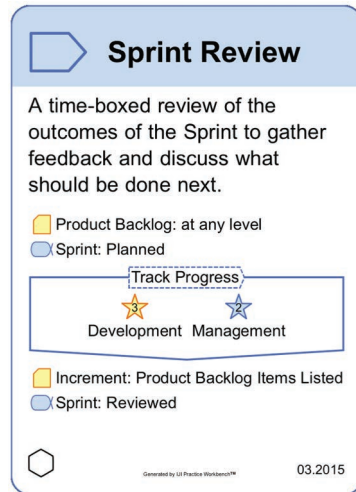 Sprint Review
A time-boxed review of the
outcomes of the Sprint to gather
feedback and discuss what
should be done next.
Product Backlog: at any level
Sprint: Planned
Track Progress
3 2
Development Management
Increment: Product Backlog Items Listed
Sprint: Reviewed
Generated by IJI Practice Workbench™
03.2015